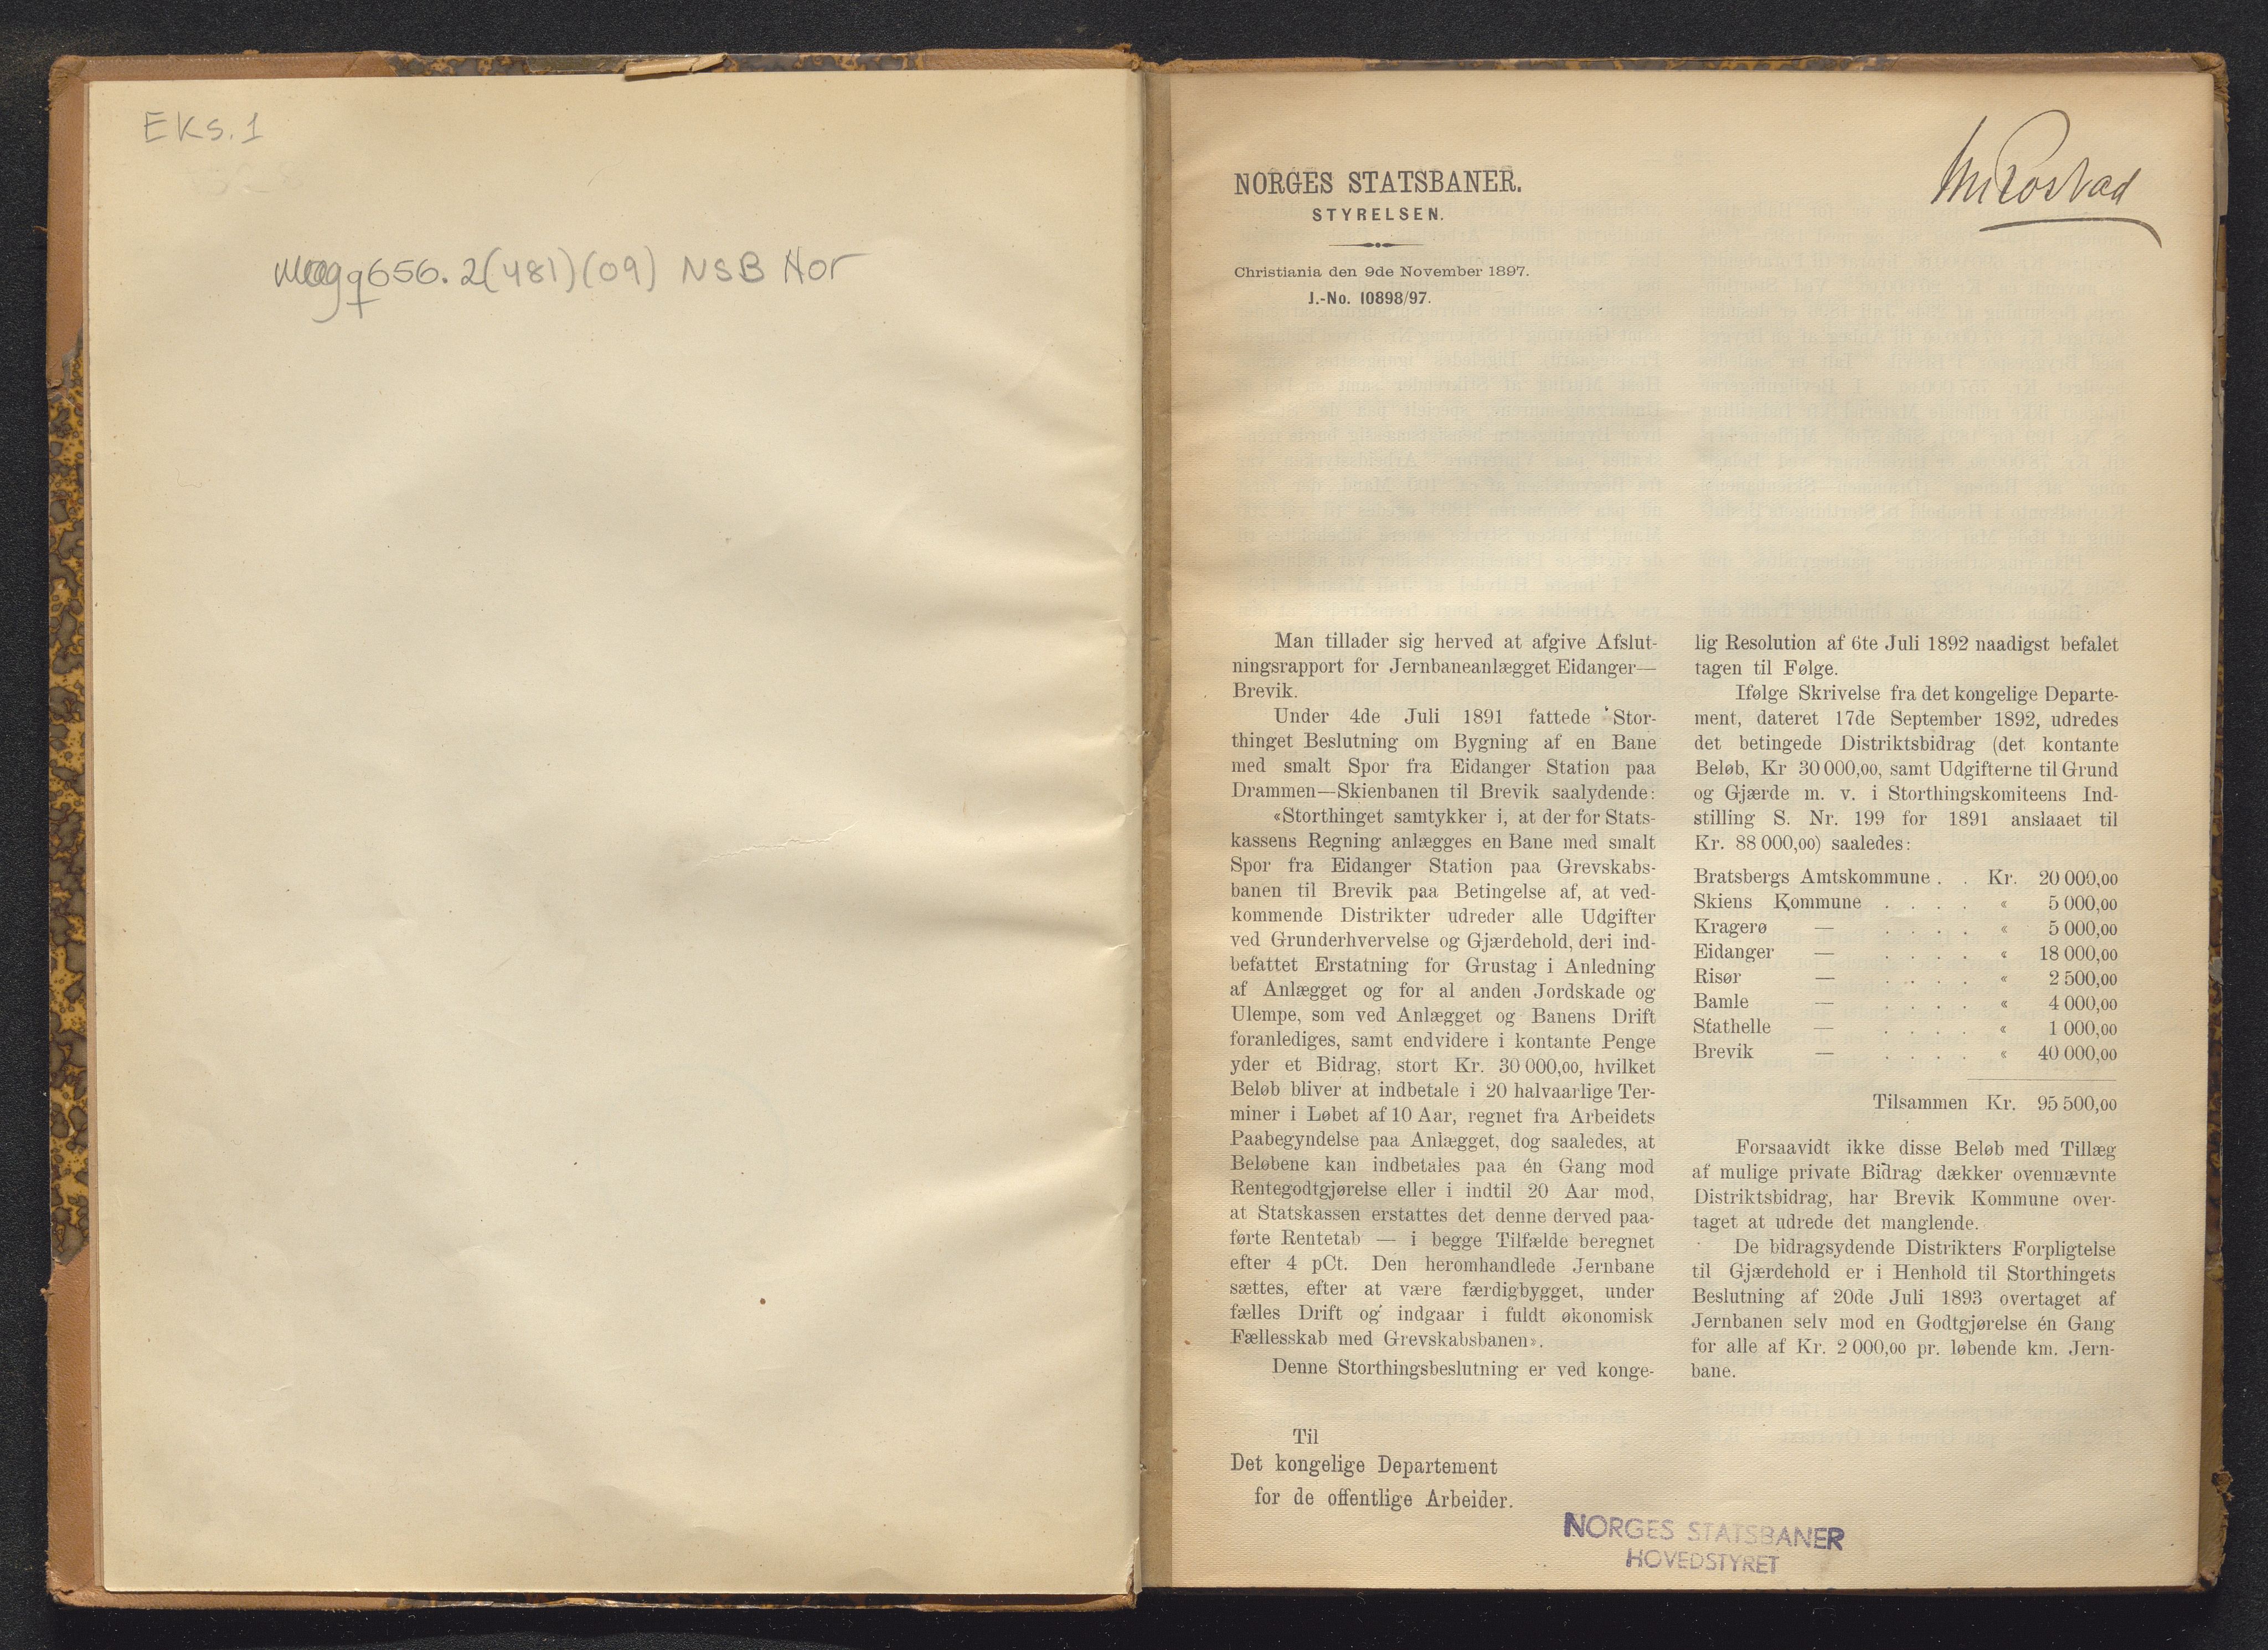 EKs. 1
magq656.2(481)(09) NSB Nor
NORGES STATSBANER.
STYRELSEN.
Christiania den 9de November 1897.
J.-No. 10898/97.
Man tillader sig herved at afgive Afslut-
ningsrapport for Jernbaneanlægget Eidanger—
Brevik.
Under 4de Juli 1891 fattede Stor-
thinget Beslutning om Bygning af en Bane
med smalt Spor fra Eidanger Station paa
Drammen—Skienbanen til Brevik saalydende:
«Storthinget samtykker i, at der for Stats-
kassens Regning anlægges en Bane med smalt
Spor fra Eidanger Station paa Grevskabs-
banen til Brevik paa Betingelse af, at ved-
kommende Distrikter udreder alle Udgifter
ved Grunderhvervelse og Gjærdehold, deri ind-
befattet Erstatning for Grustag i Anledning
af Anlægget og for al anden Jordskade og
Ulempe, som ved Anlægget og Banens Drift
foranlediges, samt endvidere i kontante Penge
yder et Bidrag, stort Kr. 30 000,00, hvilket
Beløb bliver at indbetale i 20 halvaarlige Ter-
miner i Løbet af 10 Aar, regnet fra Arbeidets
Paabegyndelse paa Anlægget, dog saaledes, at
Beløbene kan indbetales paa én Gang mod
Rentegodtgjørelse eller i indtil 20 Aar mod,
at Statskassen erstattes det denne derved paa-
førte Rentetab — i begge Tilfælde beregnet
efter 4 pCt. Den heromhandlede Jernbane
sættes, efter at være færdigbygget, under
fælles Drift og indgaar i fuldt økonomisk
Fællesskab med Grevskabsbanen».
Denne Storthingsbeslutning er ved konge-
lig Resolution af 6te Juli 1892 naadigst befalet
tagen til Følge.
Ifølge Skrivelse fra det kongelige Departe-
ment, dateret 17de September 1892, udredes
det betingede Distriktsbidrag (det kontante
Beløb, Kr 30 000,00, samt Udgifterne til Grund
og Gjærde m. v. i Storthingskomiteens Ind-
stilling S. Nr. 199 for 1891 anslaaet til
Kr. 88 000,00) saaledes:
Bratsbergs Amtskommune . . Kr. 20 000,00
Skiens Kommune . . . . « 5 000,00
Kragerø — . . . . « 5 000,00
Eidanger — . . . . « 18 000,00
Risør — . . . . « 2 500,00
Bamle — . . . . « 4 000,00
Stathelle — . . . . « 1 000,00
Brevik — . . . . « 40 000,00
Tilsammen Kr. 95 500,00
Forsaavidt ikke disse Beløb med Tillæg
af mulige private Bidrag dækker ovennævnte
Distriktsbidrag, har Brevik Kommune over-
taget at udrede det manglende.
De bidragsydende Distrikters Forpligtelse
til Gjærdehold er i Henhold til Storthingets
Beslutning af 20de Juli 1893 overtaget af
Jernbanen selv mod en Godtgjørelse én Gang
for alle af Kr. 2 000,00 pr. løbende km. Jern-
bane.
Til
Det kongelige Departement
for de offentlige Arbeider.
NORGES STATSBANER
HOVEDSTYRET